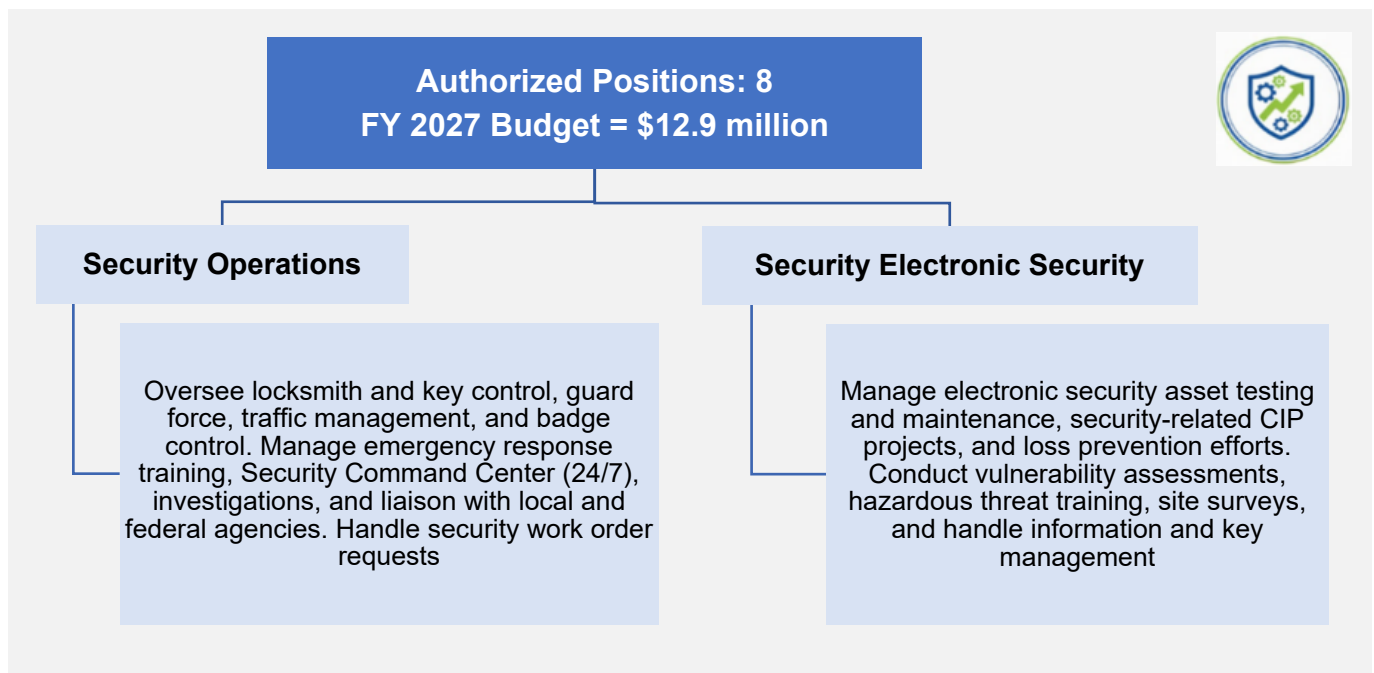 Authorized Positions: 8
FY 2027 Budget = $12.9 million
Security Operations
Oversee locksmith and key control, guard
force, traffic management, and badge
control. Manage emergency response
training, Security Command Center (24/7),
investigations, and liaison with local and
federal agencies. Handle security work order
requests
Security Electronic Security
Manage electronic security asset testing
and maintenance, security-related CIP
projects, and loss prevention efforts.
Conduct vulnerability assessments,
hazardous threat training, site surveys,
and handle information and key
management